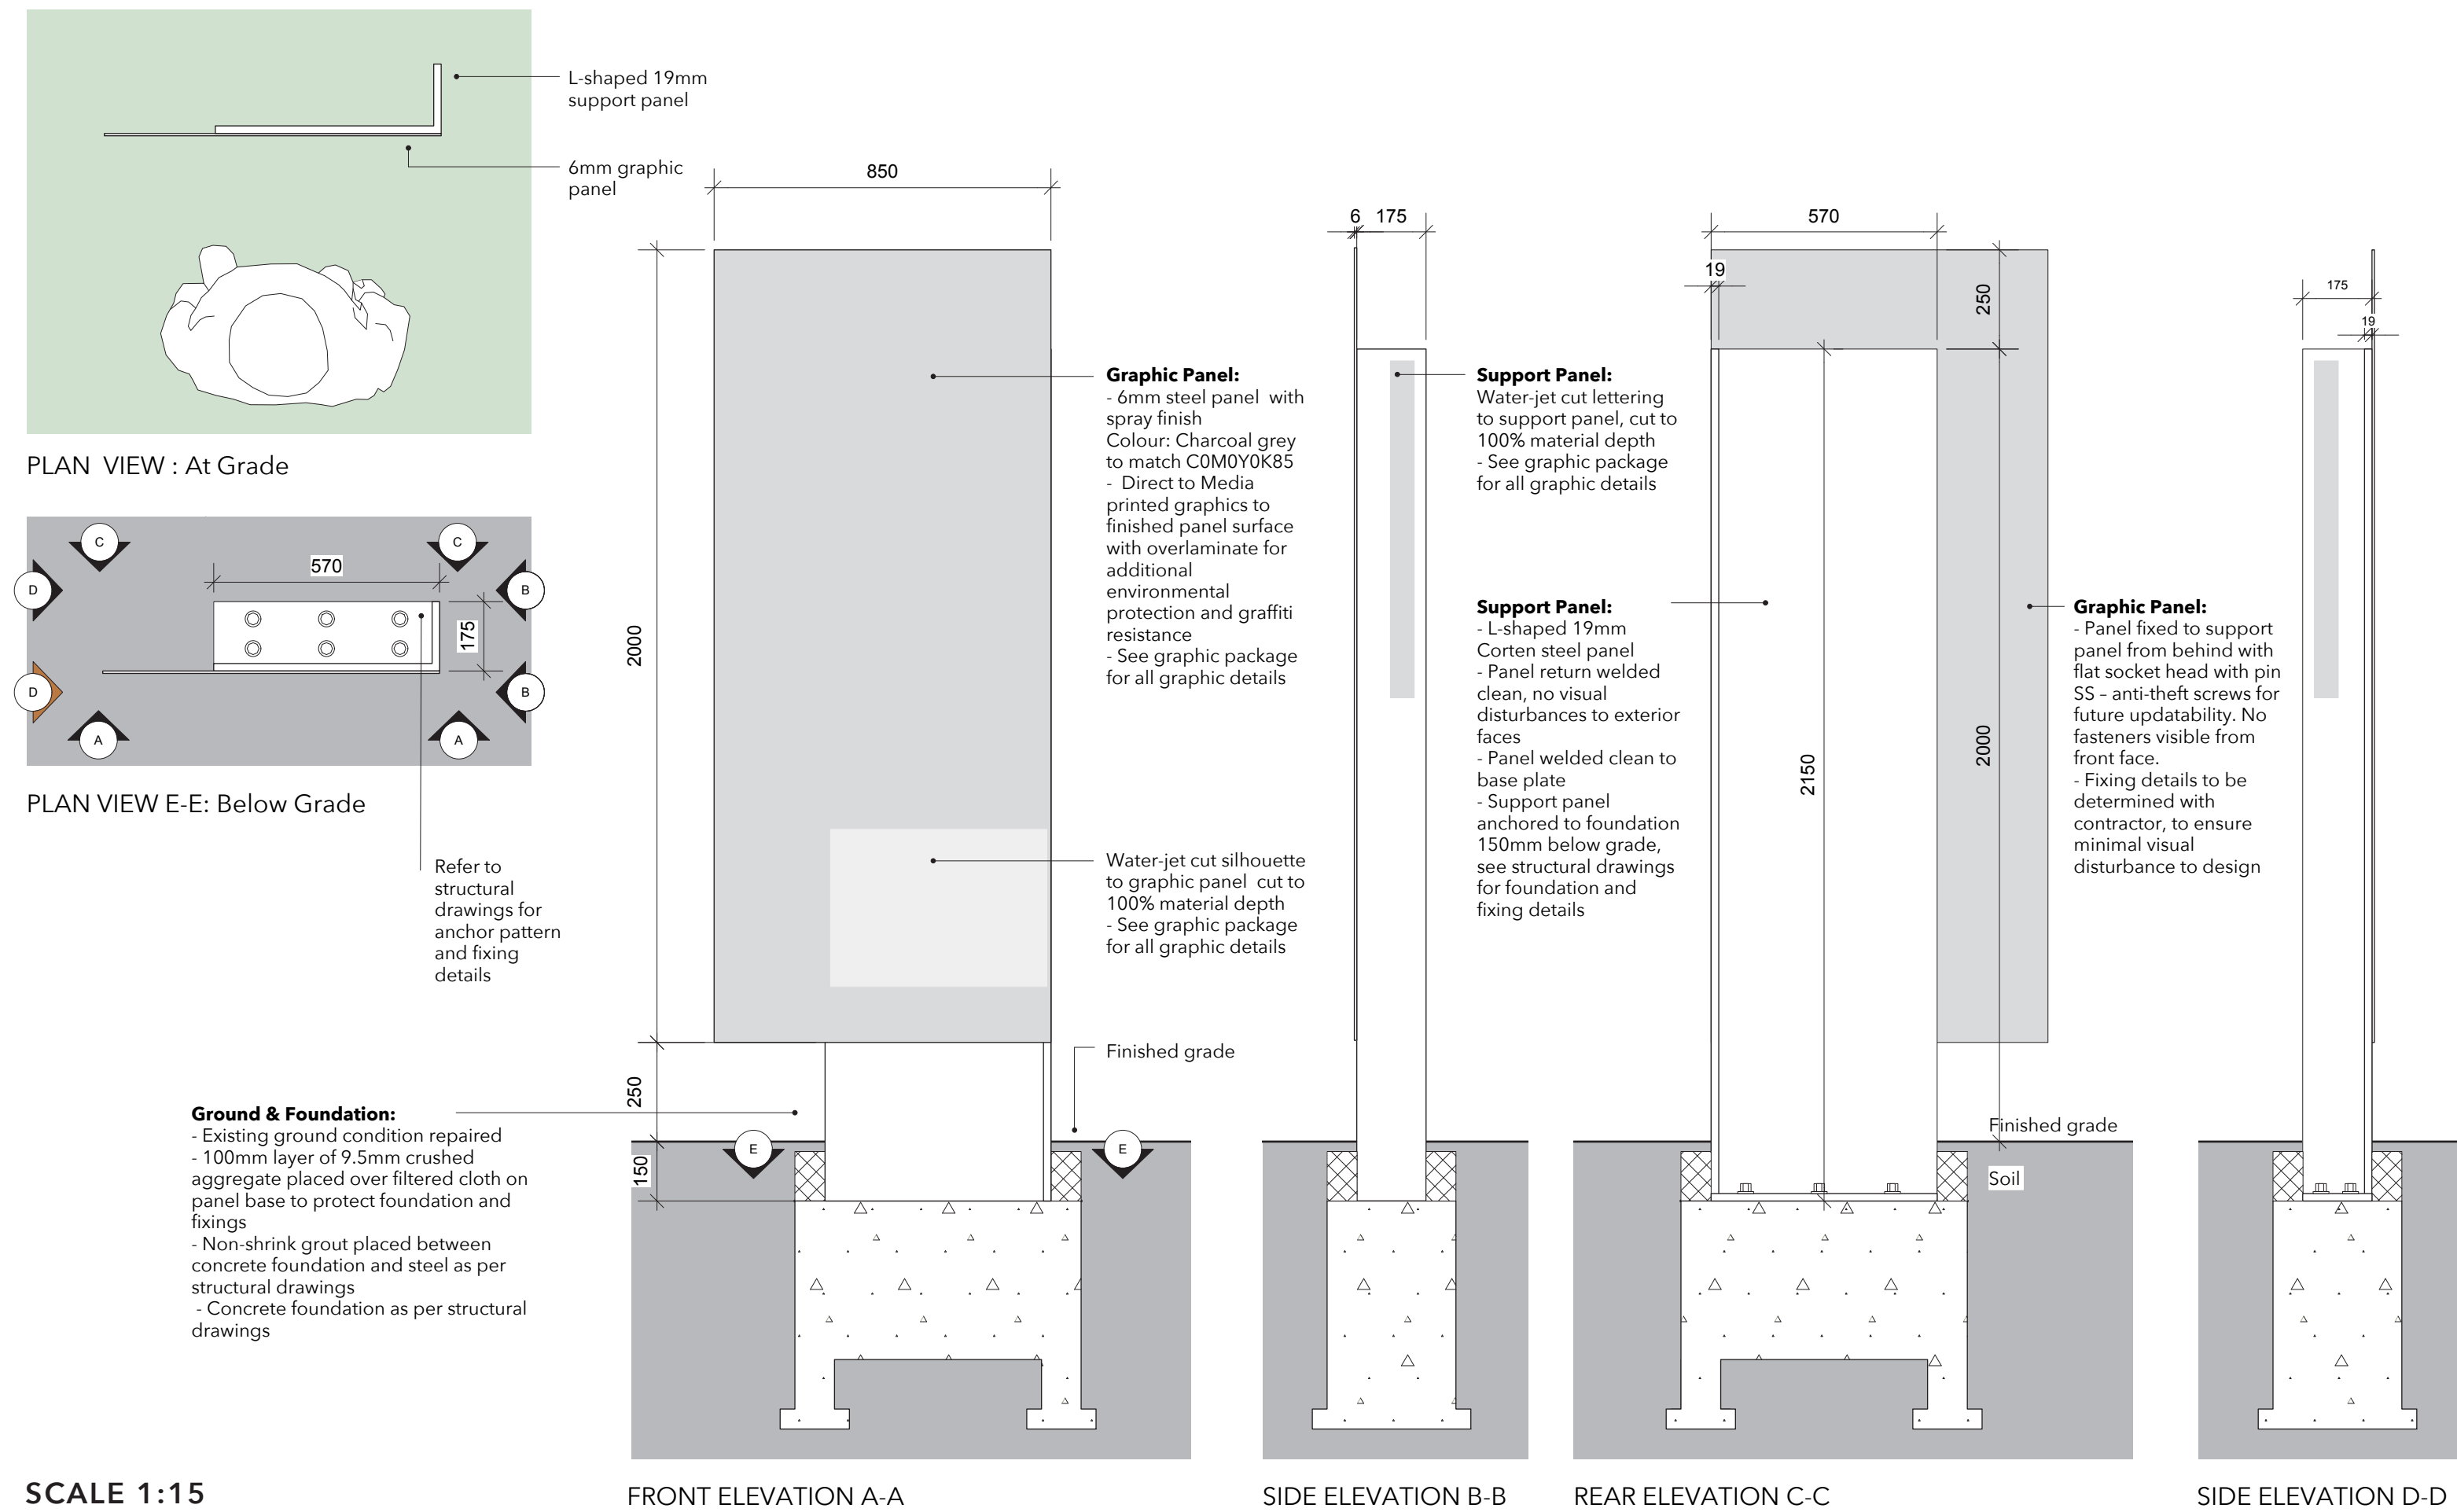 L-shaped 19mm
support panel
6mm graphic
panel
PLAN  VIEW : At Grade
C
C
D
B
570
175
D
B
A
A
PLAN VIEW E-E: Below Grade
Refer to
structural
drawings for
anchor pattern
and fixing
details
850
2000
250
150
Graphic Panel:
- 6mm steel panel  with
spray finish
Colour: Charcoal grey
to match C0M0Y0K85
-  Direct to Media
printed graphics to
finished panel surface
with overlaminate for
additional
environmental
protection and graffiti
resistance
- See graphic package
for all graphic details
Water-jet cut silhouette
to graphic panel  cut to
100% material depth
- See graphic package
for all graphic details
Finished grade
E
E
Ground & Foundation:
- Existing ground condition repaired
- 100mm layer of 9.5mm crushed
aggregate placed over filtered cloth on
panel base to protect foundation and
fixings
- Non-shrink grout placed between
concrete foundation and steel as per
structural drawings
- Concrete foundation as per structural
drawings
6 175
Support Panel:
Water-jet cut lettering
to support panel, cut to
100% material depth
- See graphic package
for all graphic details
Support Panel:
- L-shaped 19mm
Corten steel panel
- Panel return welded
clean, no visual
disturbances to exterior
faces
- Panel welded clean to
base plate
- Support panel
anchored to foundation
150mm below grade,
see structural drawings
for foundation and
fixing details
570
19
250
2150
2000
Finished grade
Soil
Graphic Panel:
- Panel fixed to support
panel from behind with
flat socket head with pin
SS – anti-theft screws for
future updatability. No
fasteners visible from
front face.
- Fixing details to be
determined with
contractor, to ensure
minimal visual
disturbance to design
175
19
SCALE 1:15
FRONT ELEVATION A-A
SIDE ELEVATION B-B
REAR ELEVATION C-C
SIDE ELEVATION D-D